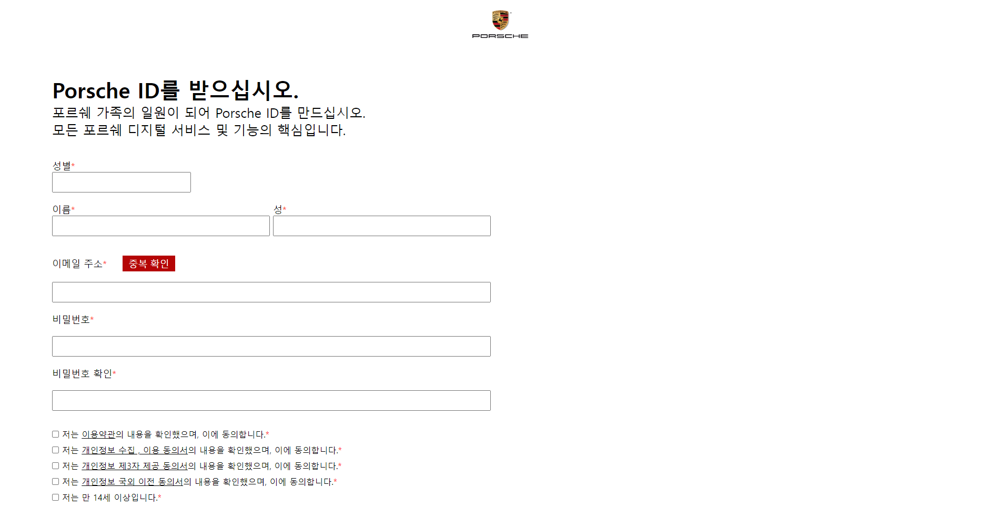 PORSCHE
Porsche ID를 받으십시오.
포르쉐 가족의 일원이 되어 Porsche ID를 만드십시오.
모든 포르쉐 디지털 서비스 및 기능의 핵심입니다.
성별*
이름* 성*
이메일 주소* 중복 확인
비밀번호*
비밀번호 확인*
저는 이용약관의 내용을 확인했으며, 이에 동의합니다.*
저는 개인정보 수집 , 이용 동의서의 내용을 확인했으며, 이에 동의합니다.*
저는 개인정보 제3자 제공 동의서의 내용을 확인했으며, 이에 동의합니다.*
저는 개인정보 국외 이전 동의서의 내용을 확인했으며, 이에 동의합니다.*
저는 만 14세 이상입니다.*